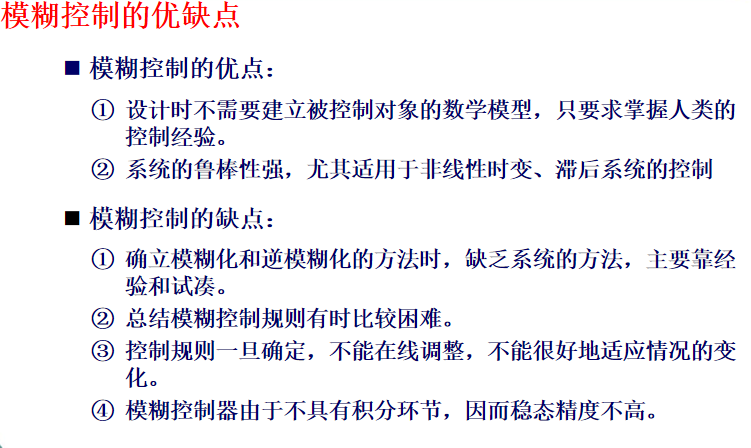 模糊控制的优缺点
■ 模糊控制的优点：
① 设计时不需要建立被控制对象的数学模型，只要求掌握人类的
控制经验。
② 系统的鲁棒性强，尤其适用于非线性时变、滞后系统的控制
■ 模糊控制的缺点：
① 确立模糊化和逆模糊化的方法时，缺乏系统的方法，主要靠经
验和试凑。
② 总结模糊控制规则有时比较困难。
③ 控制规则一旦确定，不能在线调整，不能很好地适应情况的变
化。
④ 模糊控制器由于不具有积分环节，因而稳态精度不高。